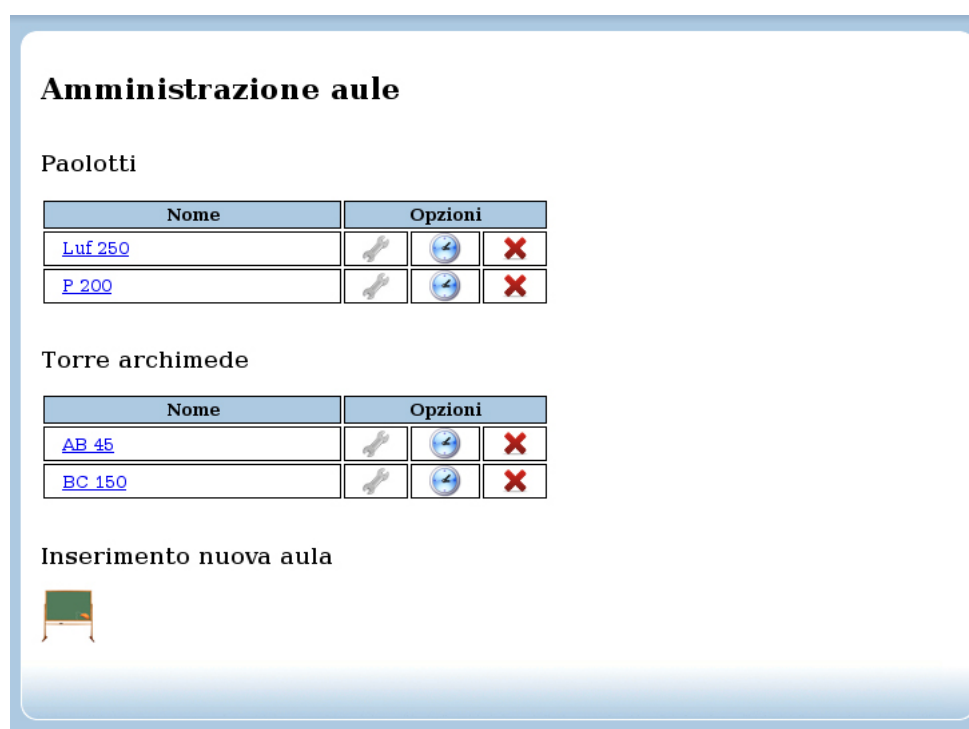 Amministrazione aule
Paolotti
Nome Opzioni
Luf 250
P 200
Torre archimede
Nome Opzioni
AB 45
BC 150
Inserimento nuova aula